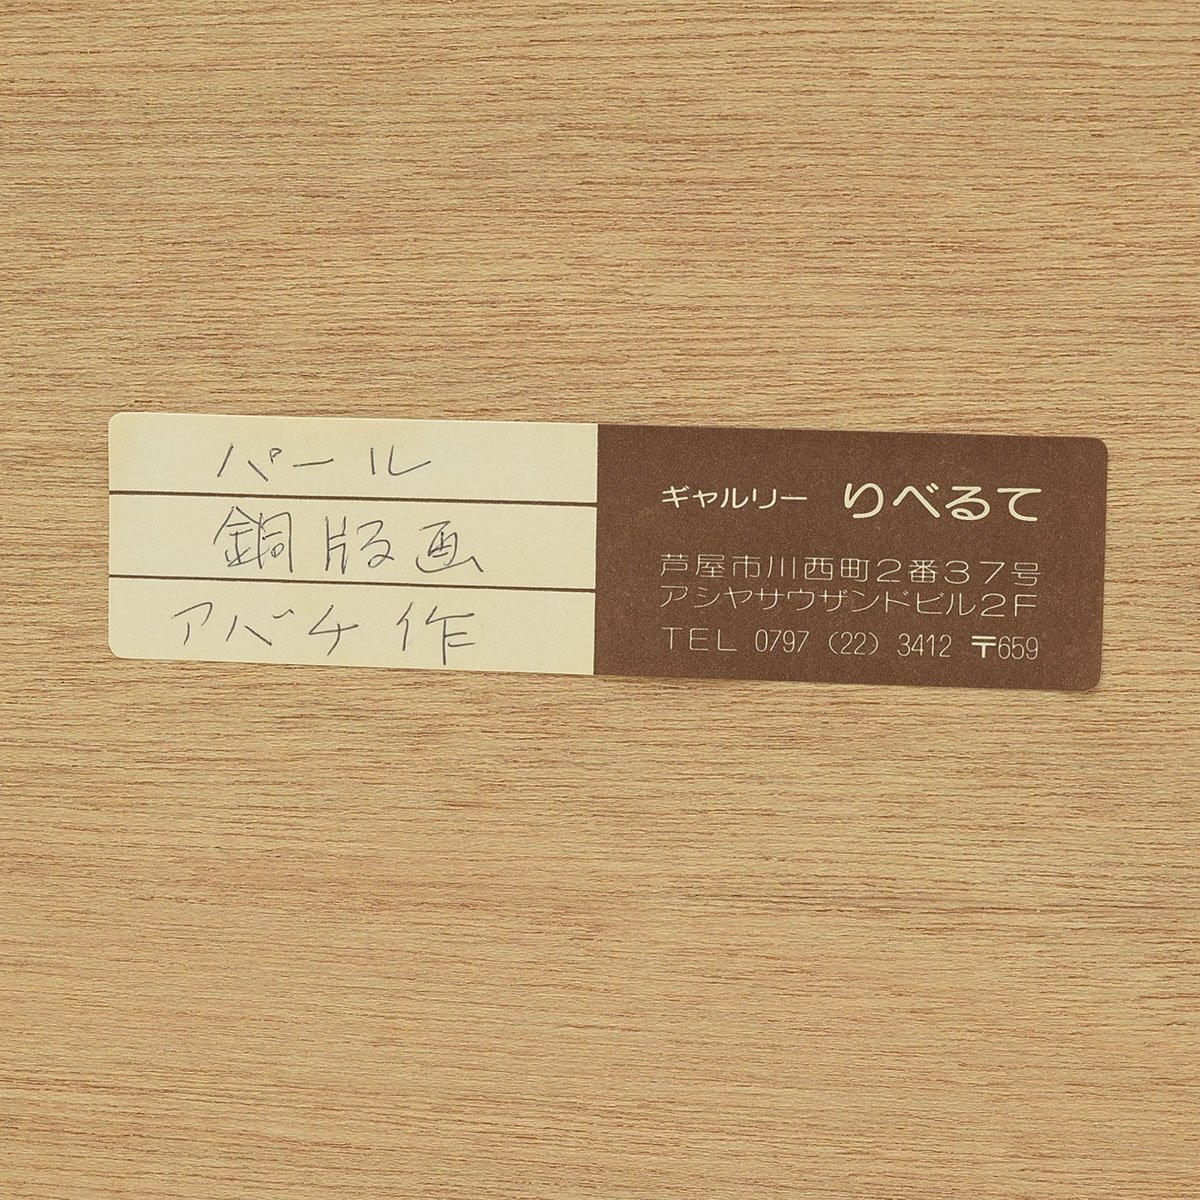 パール
銅版画
アバチ作
ギャルリー りべるて
芦屋市川西町2番37号
アシヤサウザンドビル2F
TEL 0797 (22) 3412 〒659